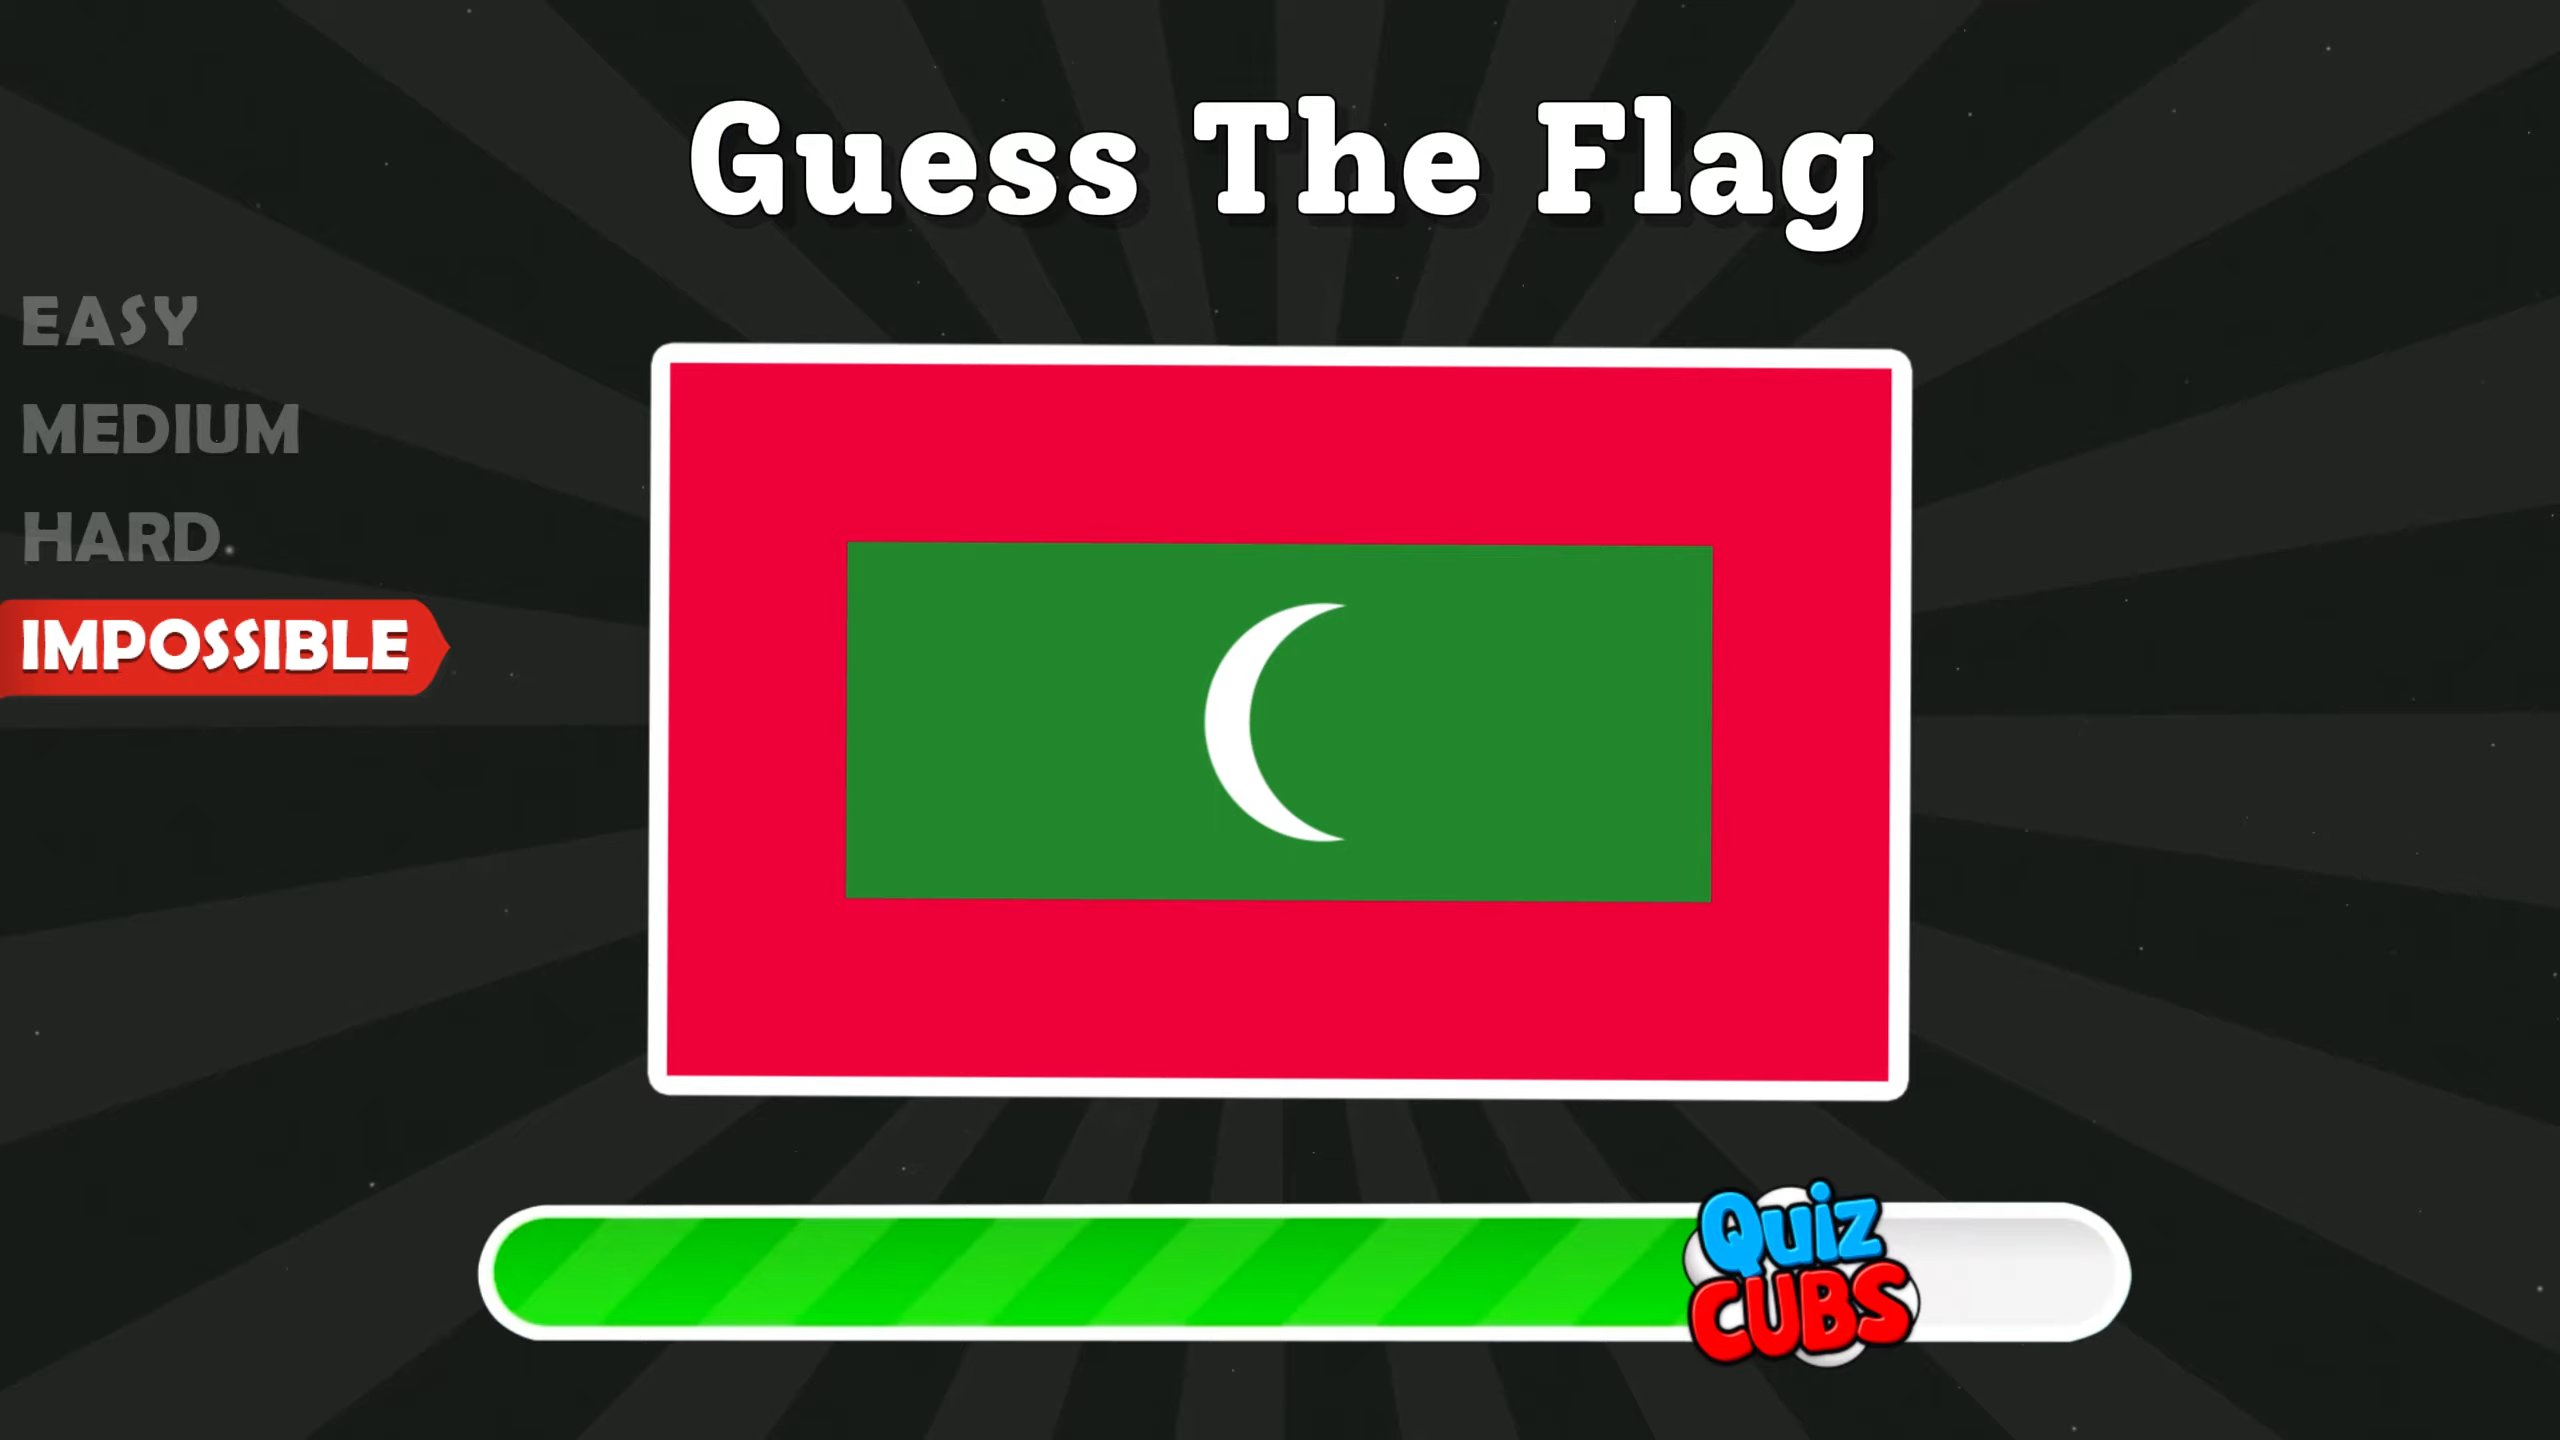 Guess The Flag
EASY
MEDIUM
HARD
IMPOSSIBLE
Quiz
CUBS